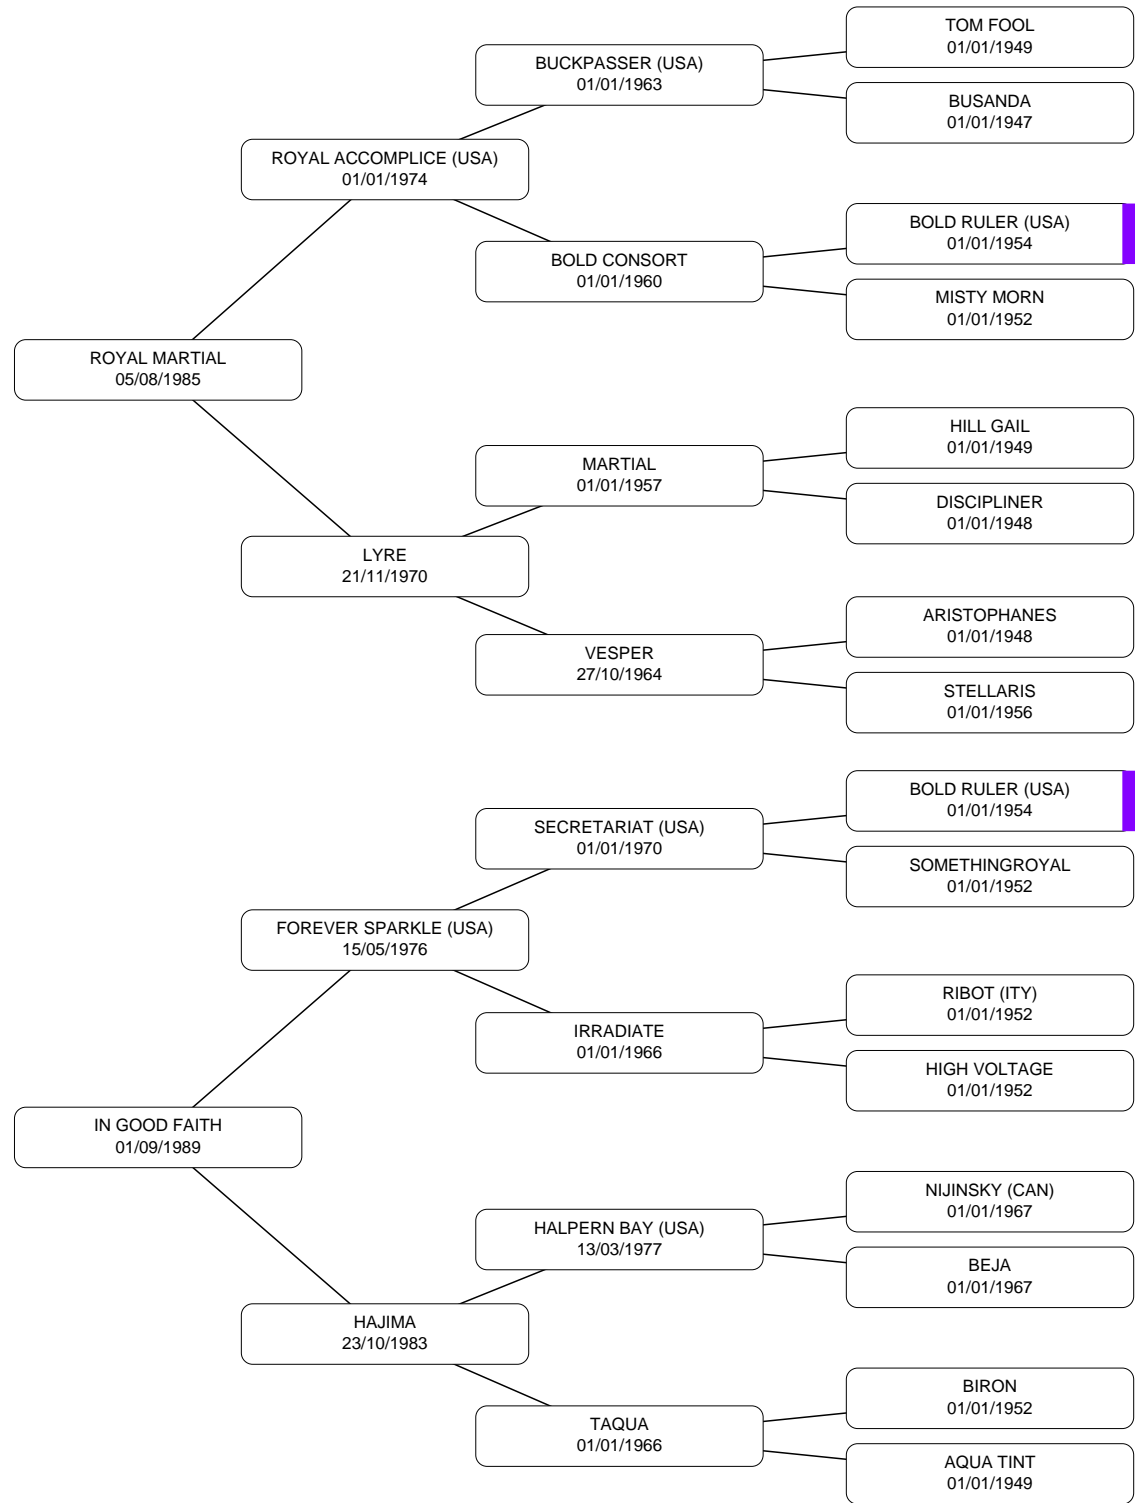 TOM FOOL
01/01/1949
BUCKPASSER (USA)
01/01/1963
BUSANDA
01/01/1947
ROYAL ACCOMPLICE (USA)
01/01/1974
BOLD RULER (USA)
01/01/1954
BOLD CONSORT
01/01/1960
MISTY MORN
01/01/1952
ROYAL MARTIAL
05/08/1985
HILL GAIL
01/01/1949
MARTIAL
01/01/1957
DISCIPLINER
01/01/1948
LYRE
21/11/1970
ARISTOPHANES
01/01/1948
VESPER
27/10/1964
STELLARIS
01/01/1956
BOLD RULER (USA)
01/01/1954
SECRETARIAT (USA)
01/01/1970
SOMETHINGROYAL
01/01/1952
FOREVER SPARKLE (USA)
15/05/1976
RIBOT (ITY)
01/01/1952
IRRADIATE
01/01/1966
HIGH VOLTAGE
01/01/1952
IN GOOD FAITH
01/09/1989
NIJINSKY (CAN)
01/01/1967
HALPERN BAY (USA)
13/03/1977
BEJA
01/01/1967
HAJIMA
23/10/1983
BIRON
01/01/1952
TAQUA
01/01/1966
AQUA TINT
01/01/1949